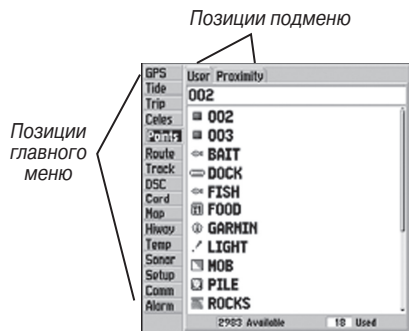 Позиции подменю
Позиции
главного
меню
GPS
Tide
Trip
Celes
Points
Route
Track
DSC
Card
Map
Hiway
Temp
Sonar
Setup
Comm
Alarm
User Proximity
002
002
003
BAIT
DOCK
FISH
FOOD
GARMIN
LIGHT
MOB
PILE
ROCKS
2983 Available 18 Used